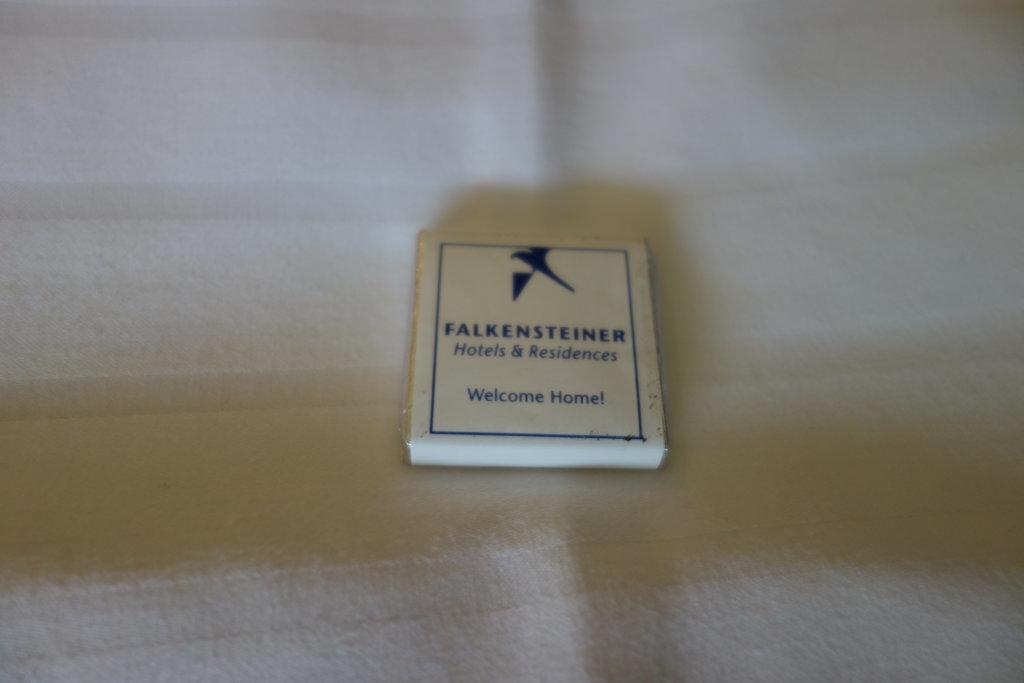 FALKENSTEINER
Hotels & Residences
Welcome Home!